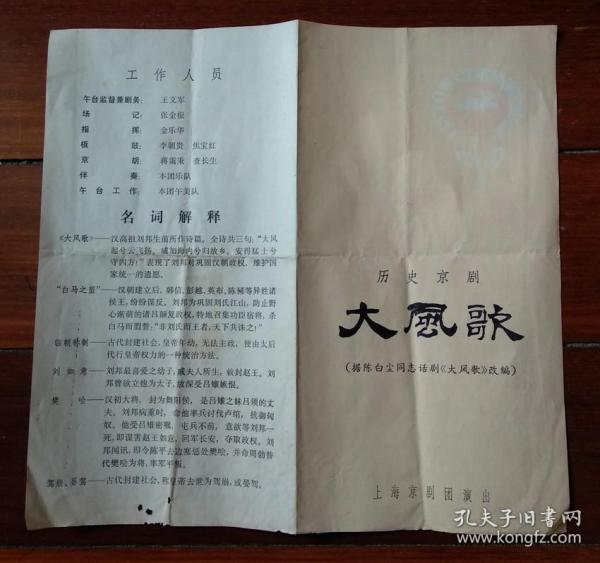 工作人员
午台监督兼剧务：王文军
场记：张金根
指挥：金乐华
板鼓：李朝贵 焦宝红
京胡：蒋霭秉 查长生
伴奏：本团乐队
午台工作：本团午美队
名词解释
《大风歌》——汉高祖刘邦生前所作诗篇，全诗共三句：“大风
起兮云飞扬，威加海内兮归故乡，安得猛士兮
守四方！”表现了刘邦对巩固汉朝政权，维护国
家统一的遗愿。
“白马之盟”——汉朝建立后，韩信、彭越、英布、陈豨等异姓诸
侯王，纷纷谋反，刘邦为巩固刘氏江山，防止野
心渐萌的诸吕颠复政权，特地召集功臣宿将，杀
白马而盟誓：“非刘氏而王者，天下共诛之！”
临朝称制——古代封建社会，皇帝年幼，无法主政，便由太后
代行皇帝权力的一种统治方法。
刘如意——刘邦最喜爱之幼子，戚夫人所生，被封赵王。刘
邦曾欲立他为太子，故深受吕雉嫉恨。
樊哙——汉初大将，封为舞阳侯，是吕雉之妹吕须的丈
夫，刘邦病重时，命他率兵讨伐卢绾，抗御匈
奴。他受吕雉密嘱，屯兵不前，意欲等刘邦一
死，即谋害赵王如意，回军长安，夺取政权。刘
邦闻讯，即令陈平去边塞惩处樊哙，并命周勃替
代樊哙为将，率军平叛。
驾崩、晏驾——古代封建社会，称皇帝去世为驾崩，或晏驾。
历史京剧
大風歌
（据陈白尘同志话剧《大风歌》改编）
上海京剧团演出
孔夫子旧书网
www.kongfz.com